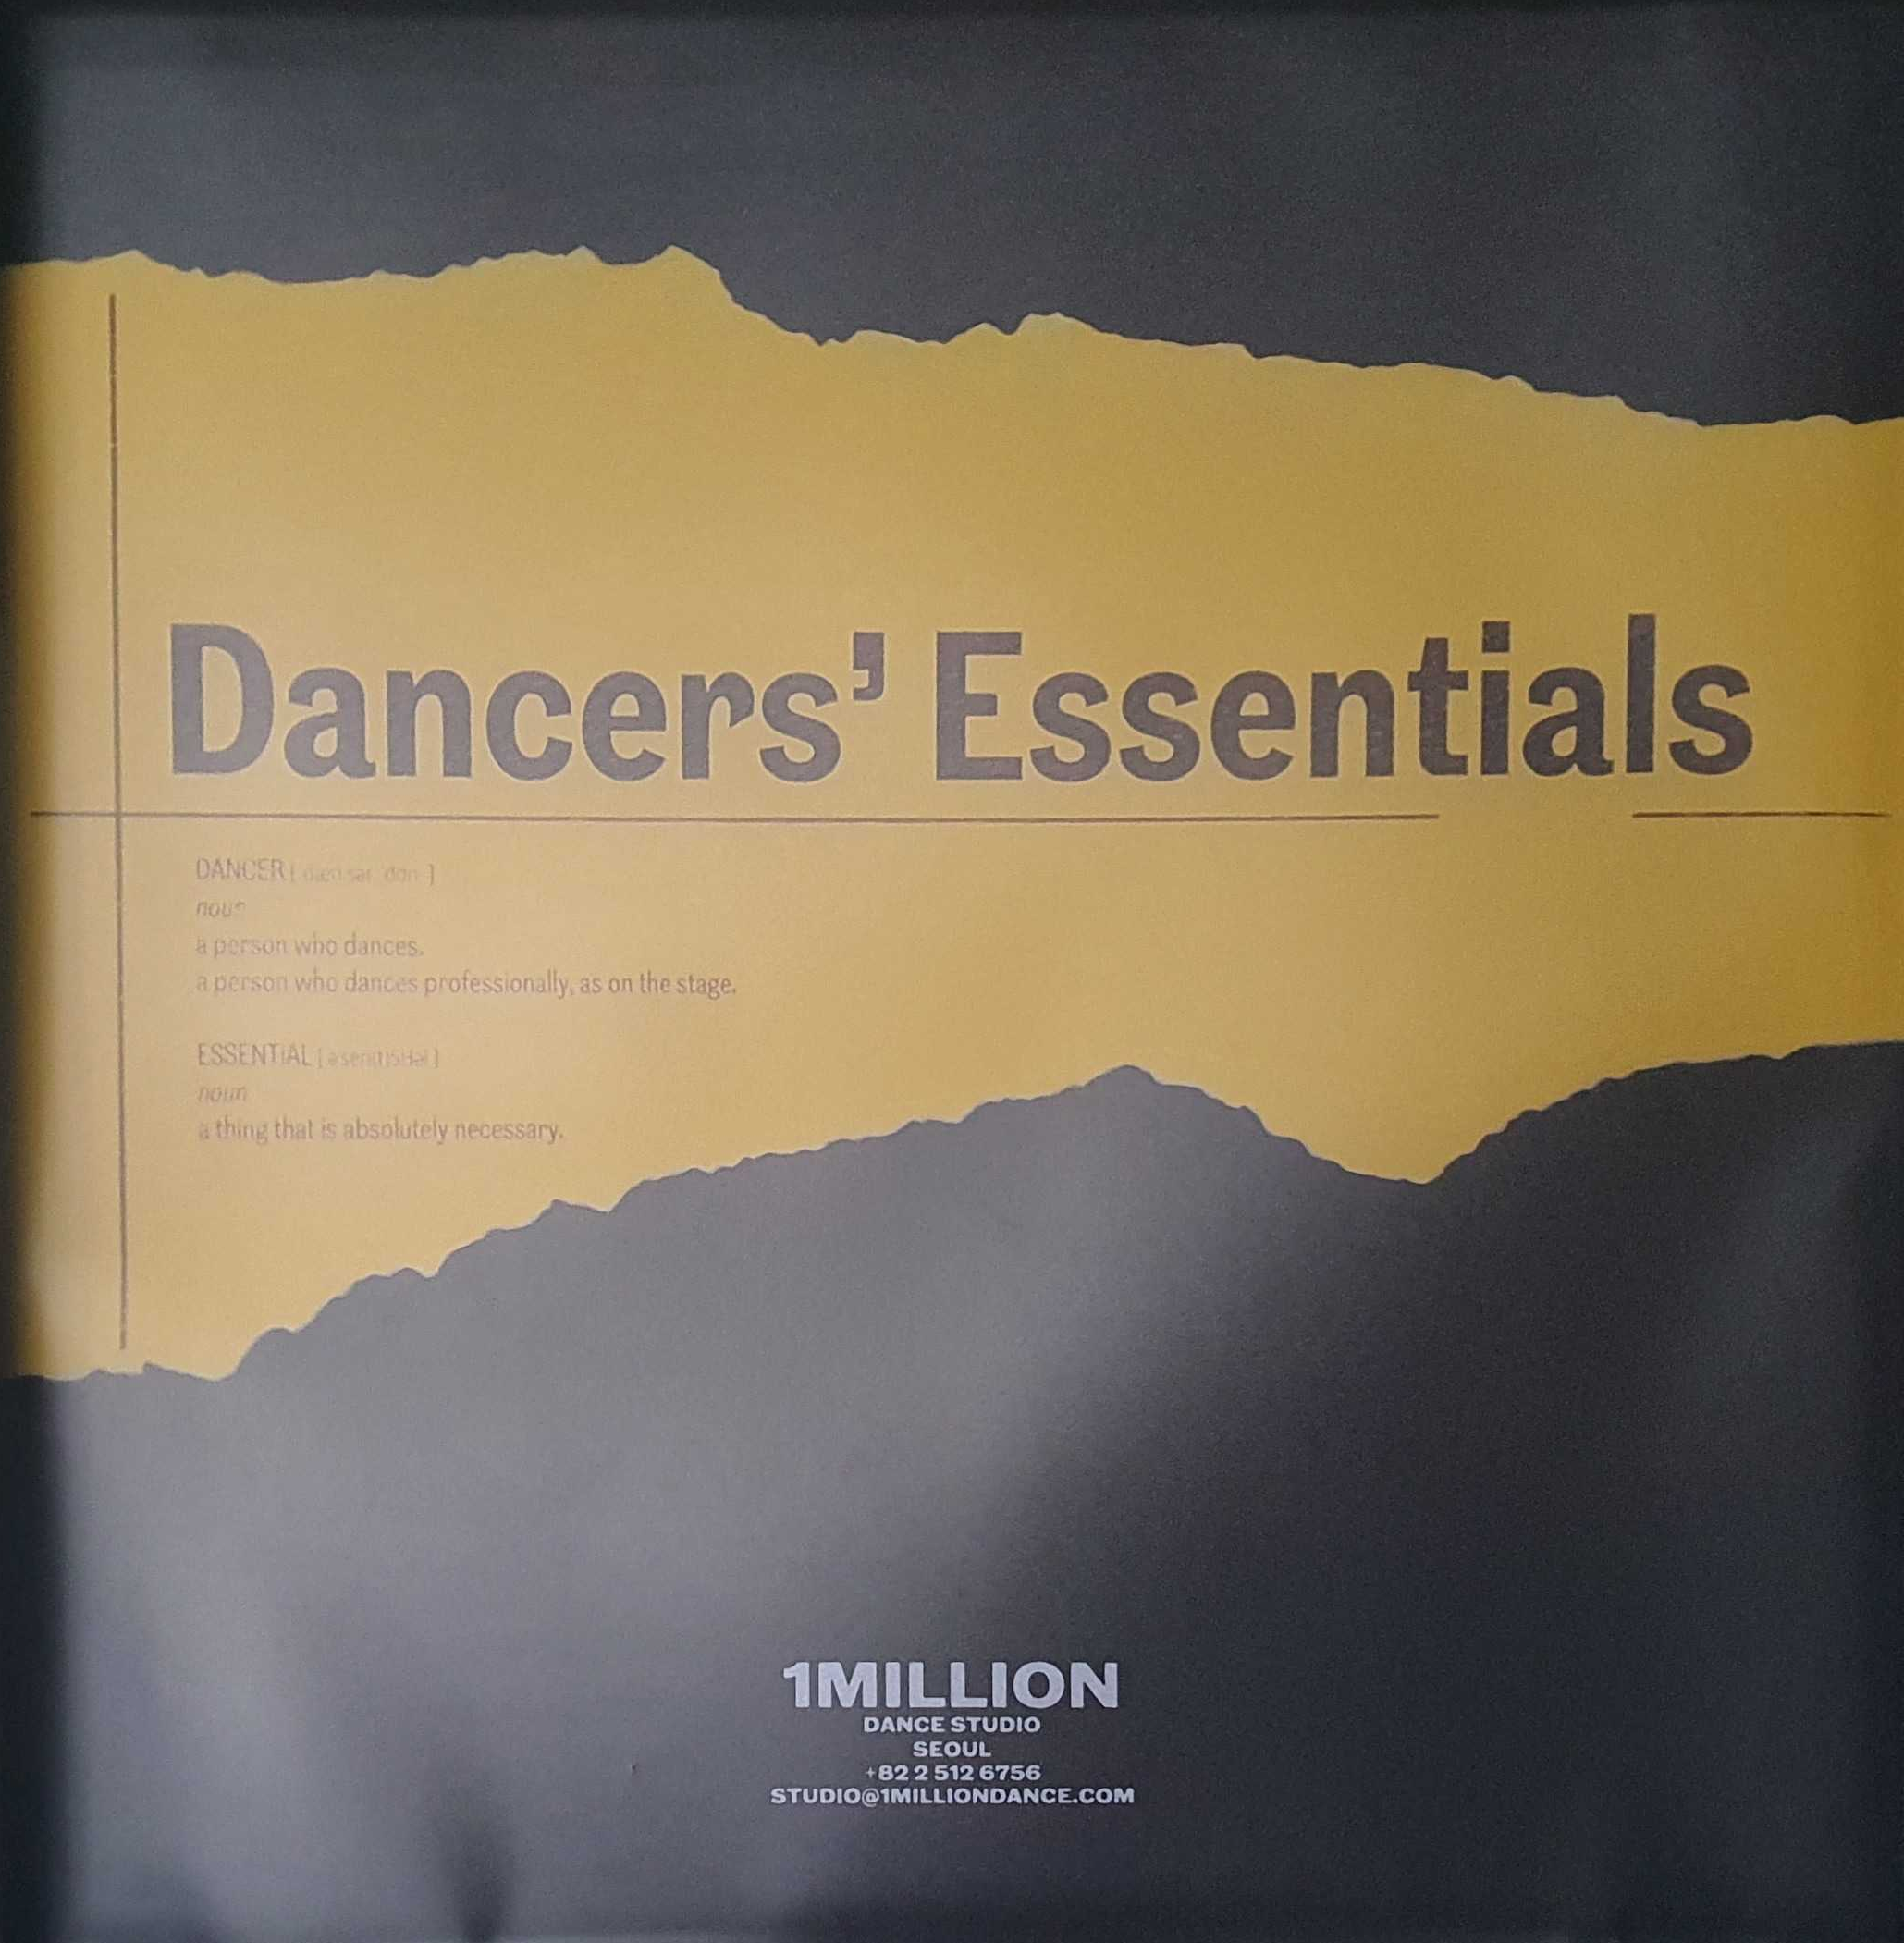 Dancers’ Essentials
DANCER
noun
a person who dances.
a person who dances professionally, as on the stage.
ESSENTIAL
noun
a thing that is absolutely necessary.
1MILLION
DANCE STUDIO
SEOUL
+82 2 512 6756
STUDIO@1MILLIONDANCE.COM